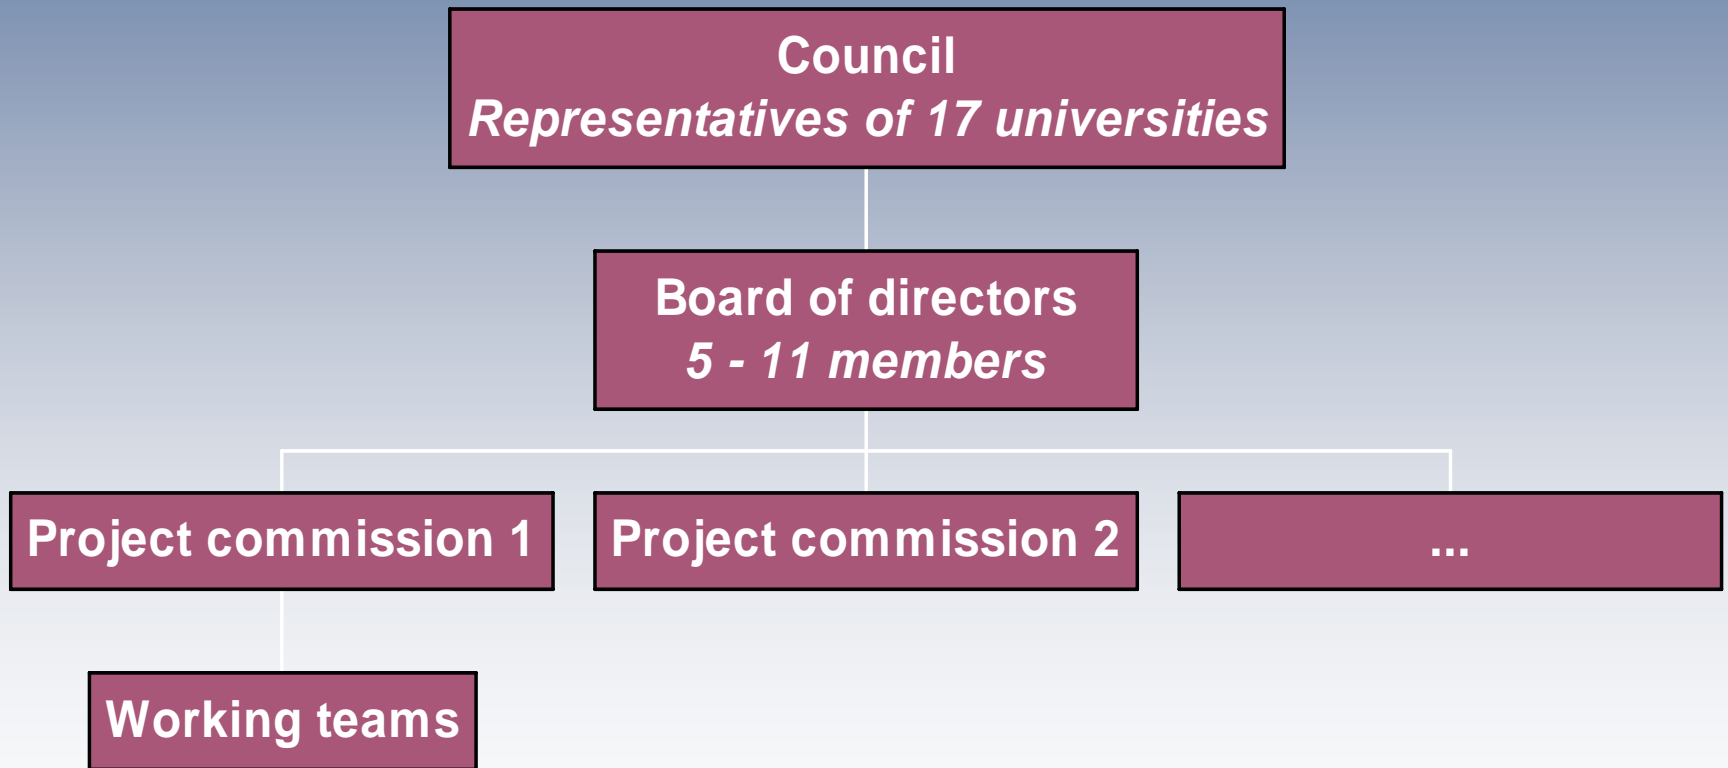 Council
Representatives of 17 universities
Board of directors
5 - 11 members
Project commission 1
Project commission 2
...
Working teams